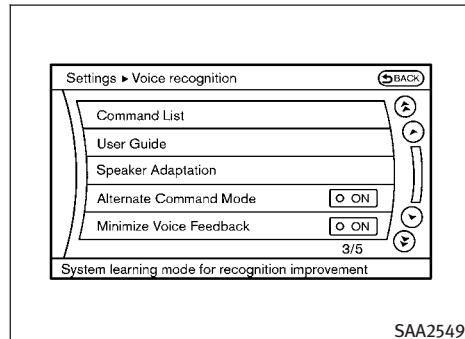 Settings ▸ Voice recognition BACK
Command List
User Guide
Speaker Adaptation
Alternate Command Mode ON
Minimize Voice Feedback ON
3/5
System learning mode for recognition improvement
SAA2549